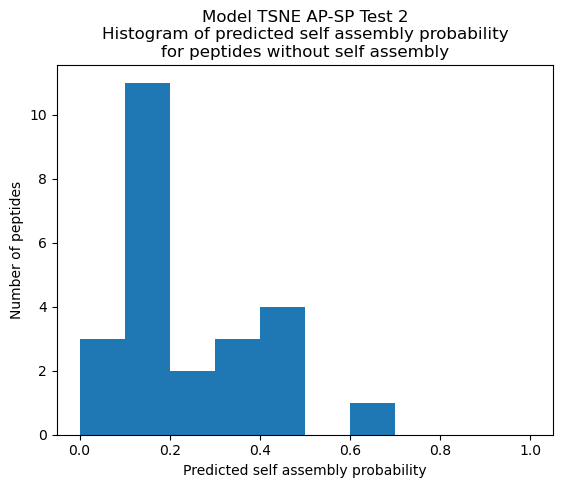 Model TSNE AP-SP Test 2
Histogram of predicted self assembly probability
for peptides without self assembly
Number of peptides
10
8
6
4
2
0
0.0 0.2 0.4 0.6 0.8 1.0
Predicted self assembly probability